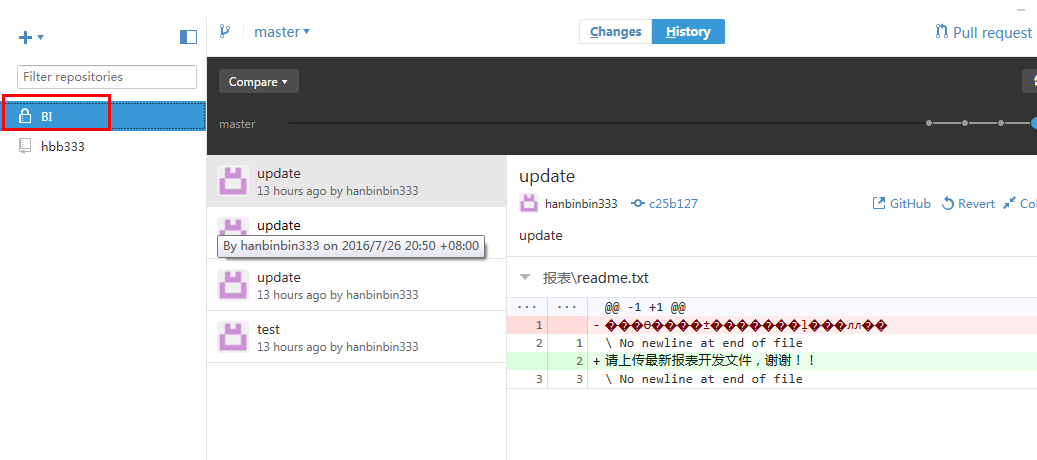 master
Changes
History
Pull request
Filter repositories
Compare
BI
master
hbb333
update
13 hours ago by hanbinbin333
update
By hanbinbin333 on 2016/7/26 20:50 +08:00
update
13 hours ago by hanbinbin333
test
13 hours ago by hanbinbin333
update
hanbinbin333
c25b127
GitHub
Revert
update
报表\readme.txt
@@ -1 +1 @@
1 - ���ѳ����±�������ļ���лл��
2 1 \ No newline at end of file
2 + 请上传最新报表开发文件，谢谢！！
3 3 \ No newline at end of file